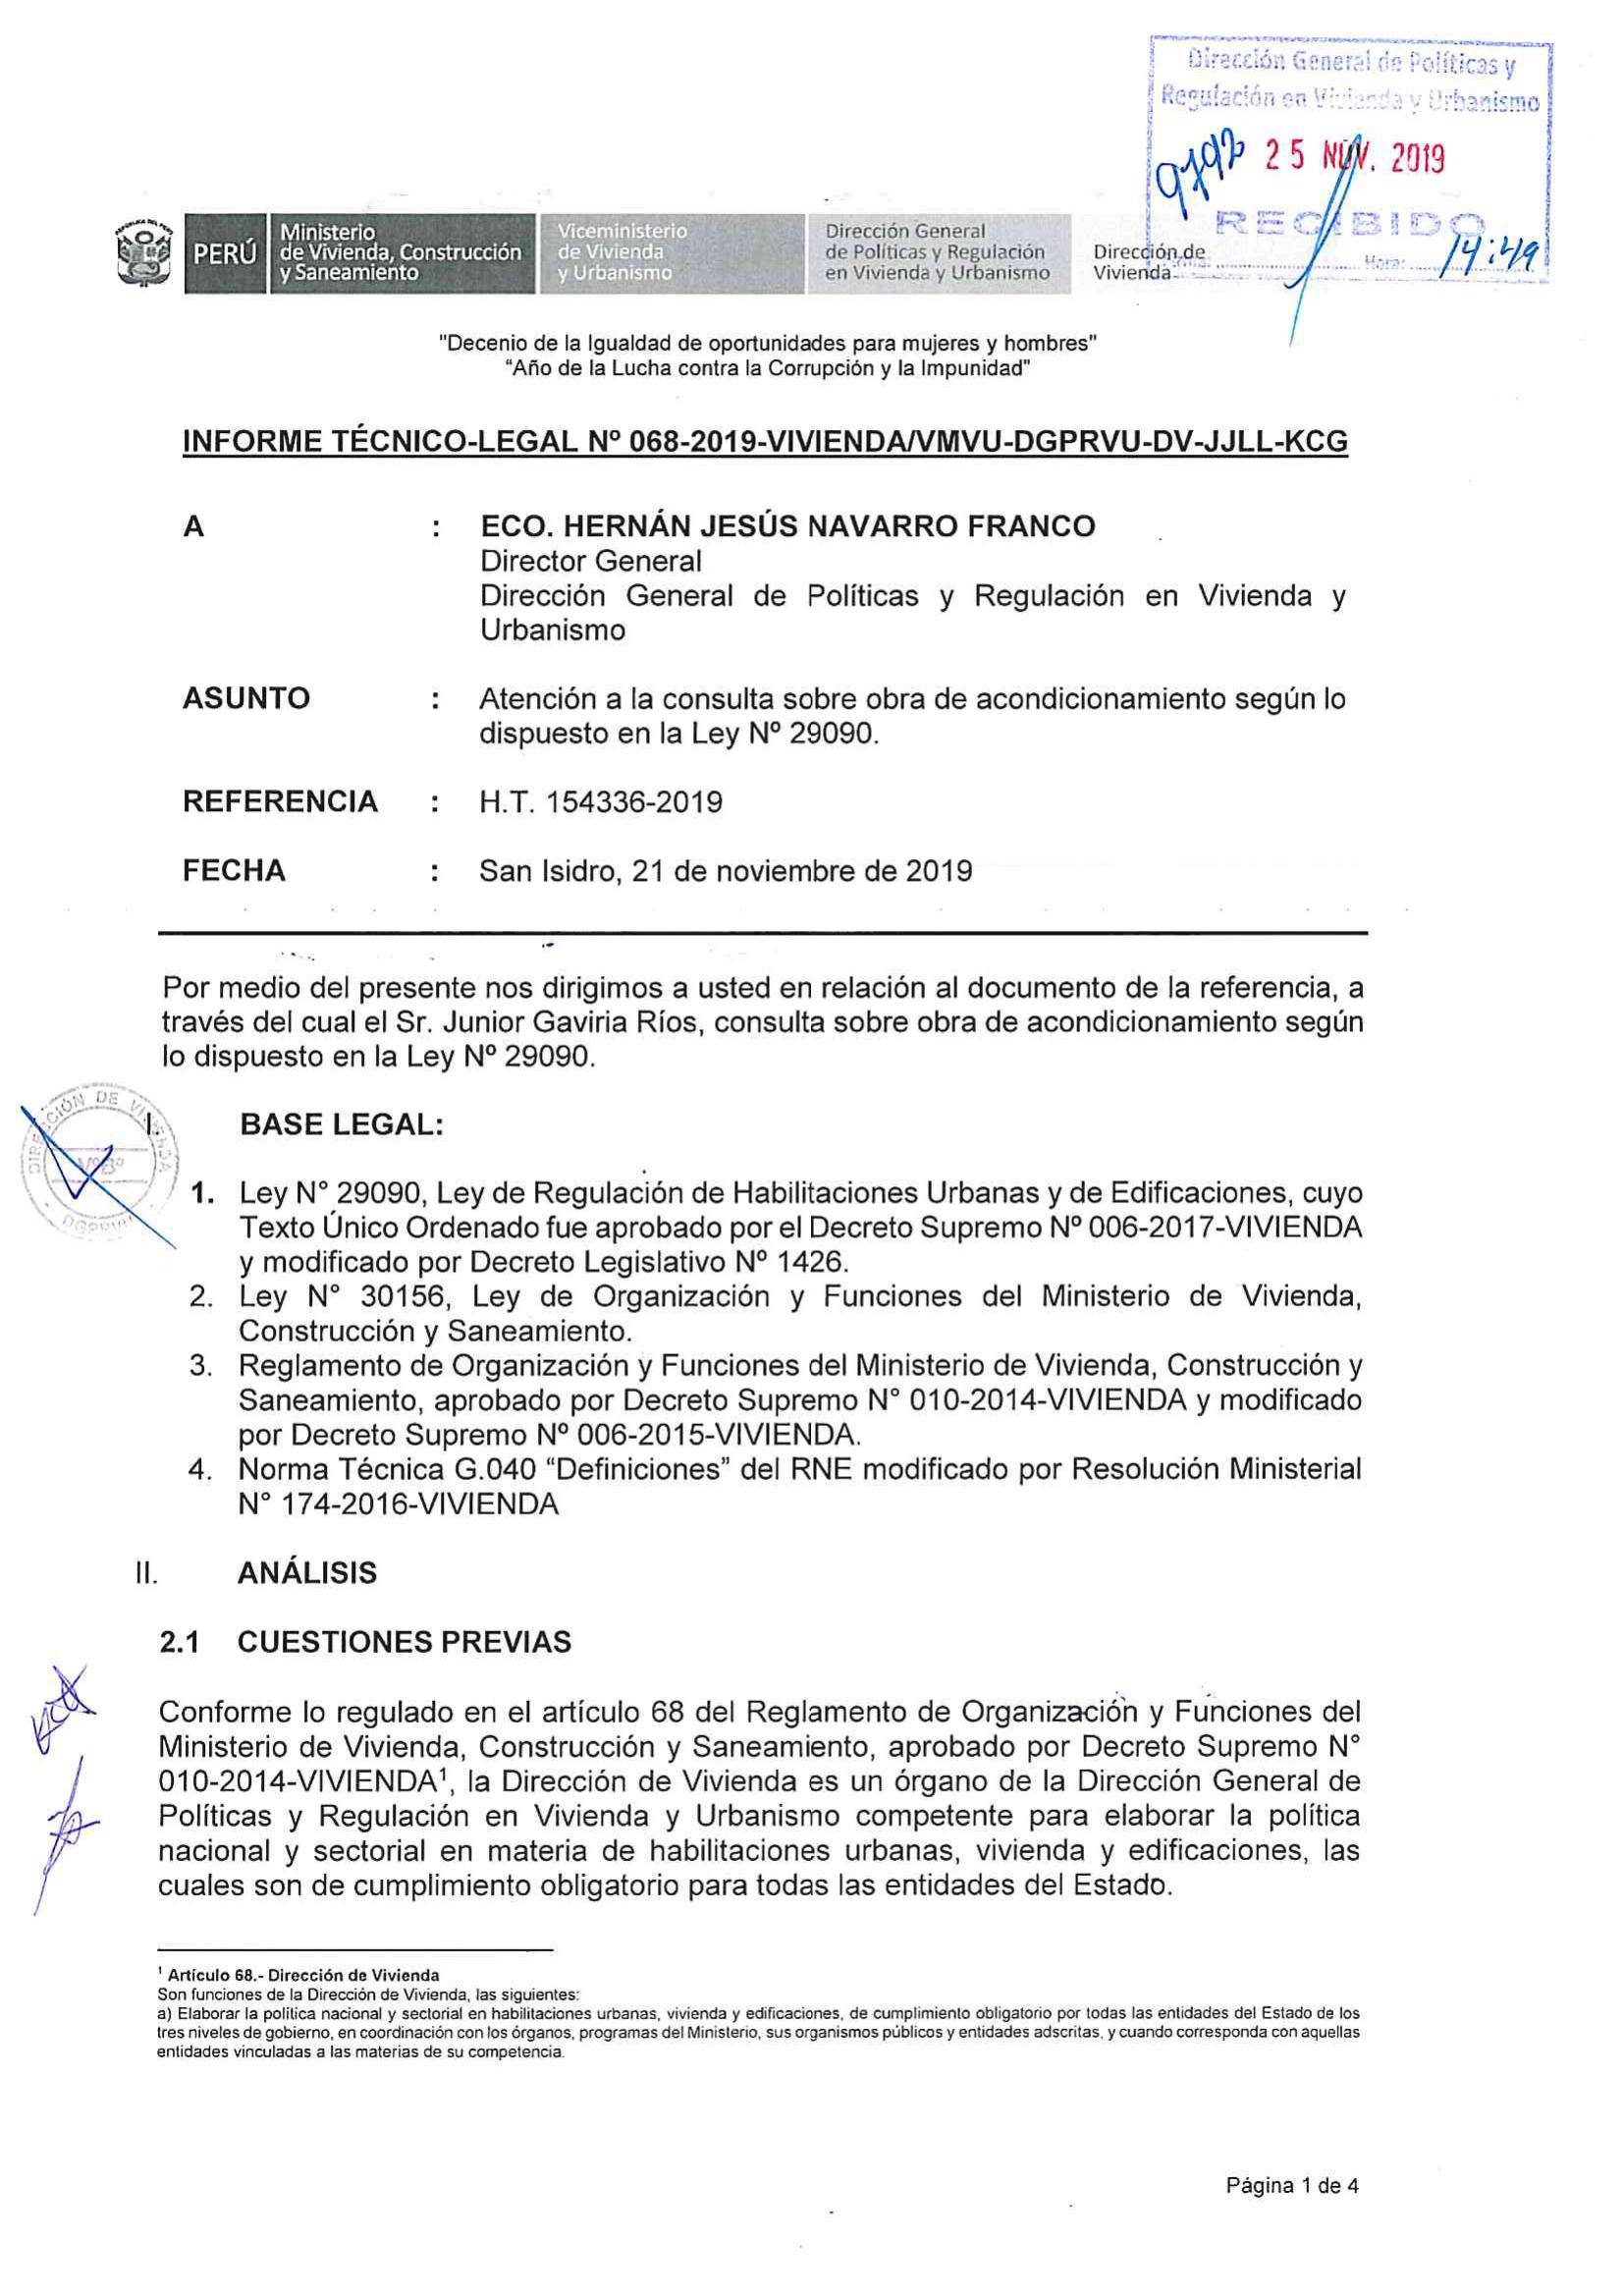 Dirección General de Políticas y
Regulación en Vivienda y Urbanismo
25 NOV. 2019
RECIBIDO
Hora: 14:49
PERÚ
Ministerio
de Vivienda, Construcción
y Saneamiento
Viceministerio
de Vivienda
y Urbanismo
Dirección General
de Políticas y Regulación
en Vivienda y Urbanismo
Dirección de
Vivienda
"Decenio de la Igualdad de oportunidades para mujeres y hombres"
"Año de la Lucha contra la Corrupción y la Impunidad"
INFORME TÉCNICO-LEGAL Nº 068-2019-VIVIENDA/VMVU-DGPRVU-DV-JJLL-KCG
A : ECO. HERNÁN JESÚS NAVARRO FRANCO
Director General
Dirección General de Políticas y Regulación en Vivienda y
Urbanismo
ASUNTO : Atención a la consulta sobre obra de acondicionamiento según lo
dispuesto en la Ley Nº 29090.
REFERENCIA : H.T. 154336-2019
FECHA : San Isidro, 21 de noviembre de 2019
Por medio del presente nos dirigimos a usted en relación al documento de la referencia, a
través del cual el Sr. Junior Gaviria Ríos, consulta sobre obra de acondicionamiento según
lo dispuesto en la Ley Nº 29090.
DIRECCIÓN DE VIVIENDA
VºBº
DGPRVU
I. BASE LEGAL:
1. Ley N° 29090, Ley de Regulación de Habilitaciones Urbanas y de Edificaciones, cuyo
Texto Único Ordenado fue aprobado por el Decreto Supremo Nº 006-2017-VIVIENDA
y modificado por Decreto Legislativo Nº 1426.
2. Ley N° 30156, Ley de Organización y Funciones del Ministerio de Vivienda,
Construcción y Saneamiento.
3. Reglamento de Organización y Funciones del Ministerio de Vivienda, Construcción y
Saneamiento, aprobado por Decreto Supremo N° 010-2014-VIVIENDA y modificado
por Decreto Supremo Nº 006-2015-VIVIENDA.
4. Norma Técnica G.040 “Definiciones” del RNE modificado por Resolución Ministerial
N° 174-2016-VIVIENDA
II. ANÁLISIS
2.1 CUESTIONES PREVIAS
Conforme lo regulado en el artículo 68 del Reglamento de Organización y Funciones del
Ministerio de Vivienda, Construcción y Saneamiento, aprobado por Decreto Supremo N°
010-2014-VIVIENDA¹, la Dirección de Vivienda es un órgano de la Dirección General de
Políticas y Regulación en Vivienda y Urbanismo competente para elaborar la política
nacional y sectorial en materia de habilitaciones urbanas, vivienda y edificaciones, las
cuales son de cumplimiento obligatorio para todas las entidades del Estado.
¹ Artículo 68.- Dirección de Vivienda
Son funciones de la Dirección de Vivienda, las siguientes:
a) Elaborar la política nacional y sectorial en habilitaciones urbanas, vivienda y edificaciones, de cumplimiento obligatorio por todas las entidades del Estado de los
tres niveles de gobierno, en coordinación con los órganos, programas del Ministerio, sus organismos públicos y entidades adscritas, y cuando corresponda con aquellas
entidades vinculadas a las materias de su competencia.
Página 1 de 4